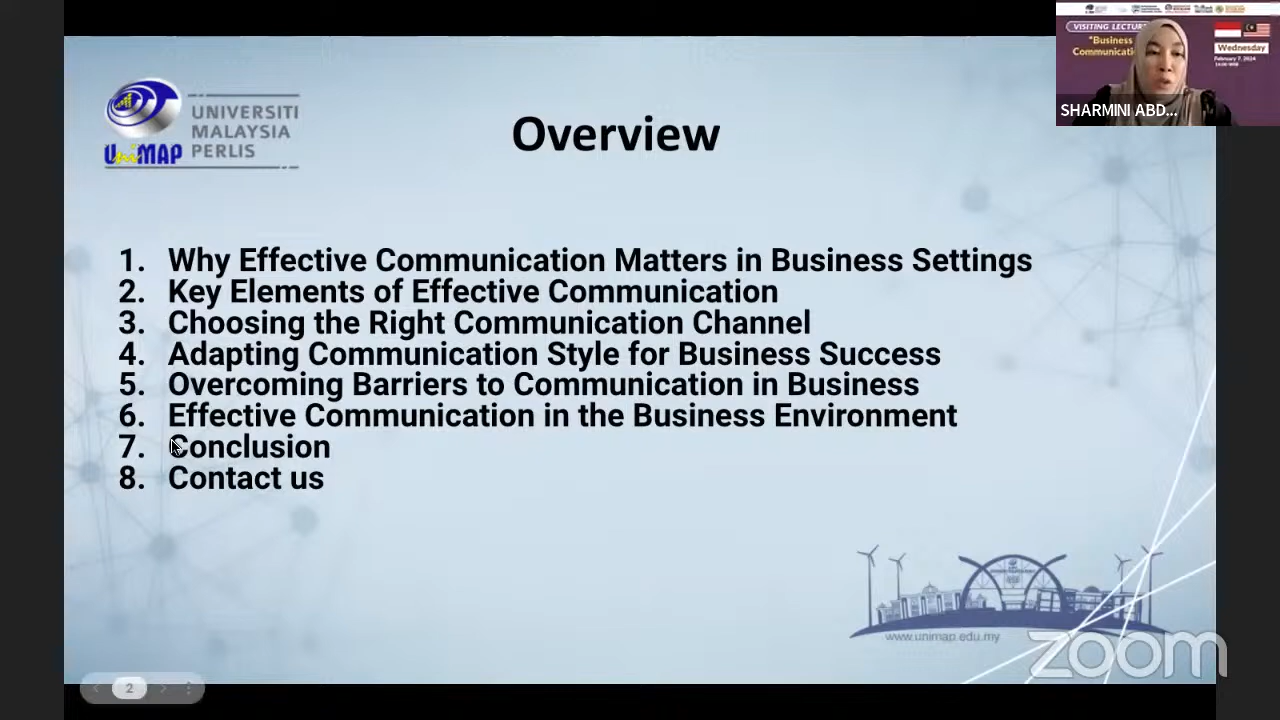 VISITING LECTURE
"Business
Communicati
Wednesday
February 7, 2024
SHARMINI ABD...
UNIVERSITI
MALAYSIA
PERLIS
UniMAP
Overview
1. Why Effective Communication Matters in Business Settings
2. Key Elements of Effective Communication
3. Choosing the Right Communication Channel
4. Adapting Communication Style for Business Success
5. Overcoming Barriers to Communication in Business
6. Effective Communication in the Business Environment
7. Conclusion
8. Contact us
www.unimap.edu.my
zoom
2